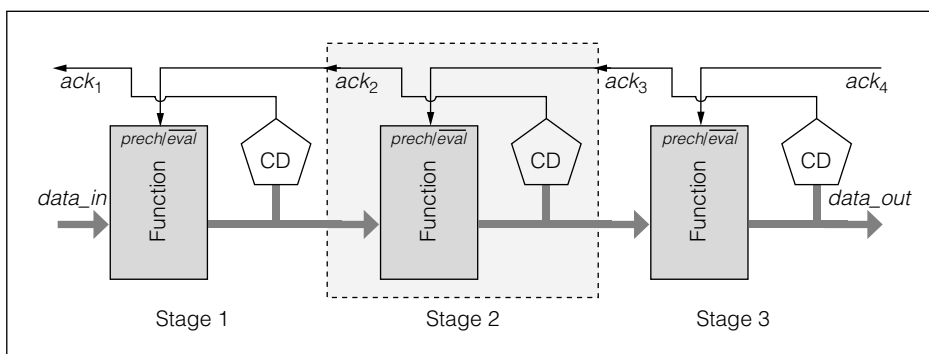 ack1 ack2 ack3 ack4
prech/eval prech/eval prech/eval
CD CD CD
Function Function Function
data_in data_out
Stage 1 Stage 2 Stage 3